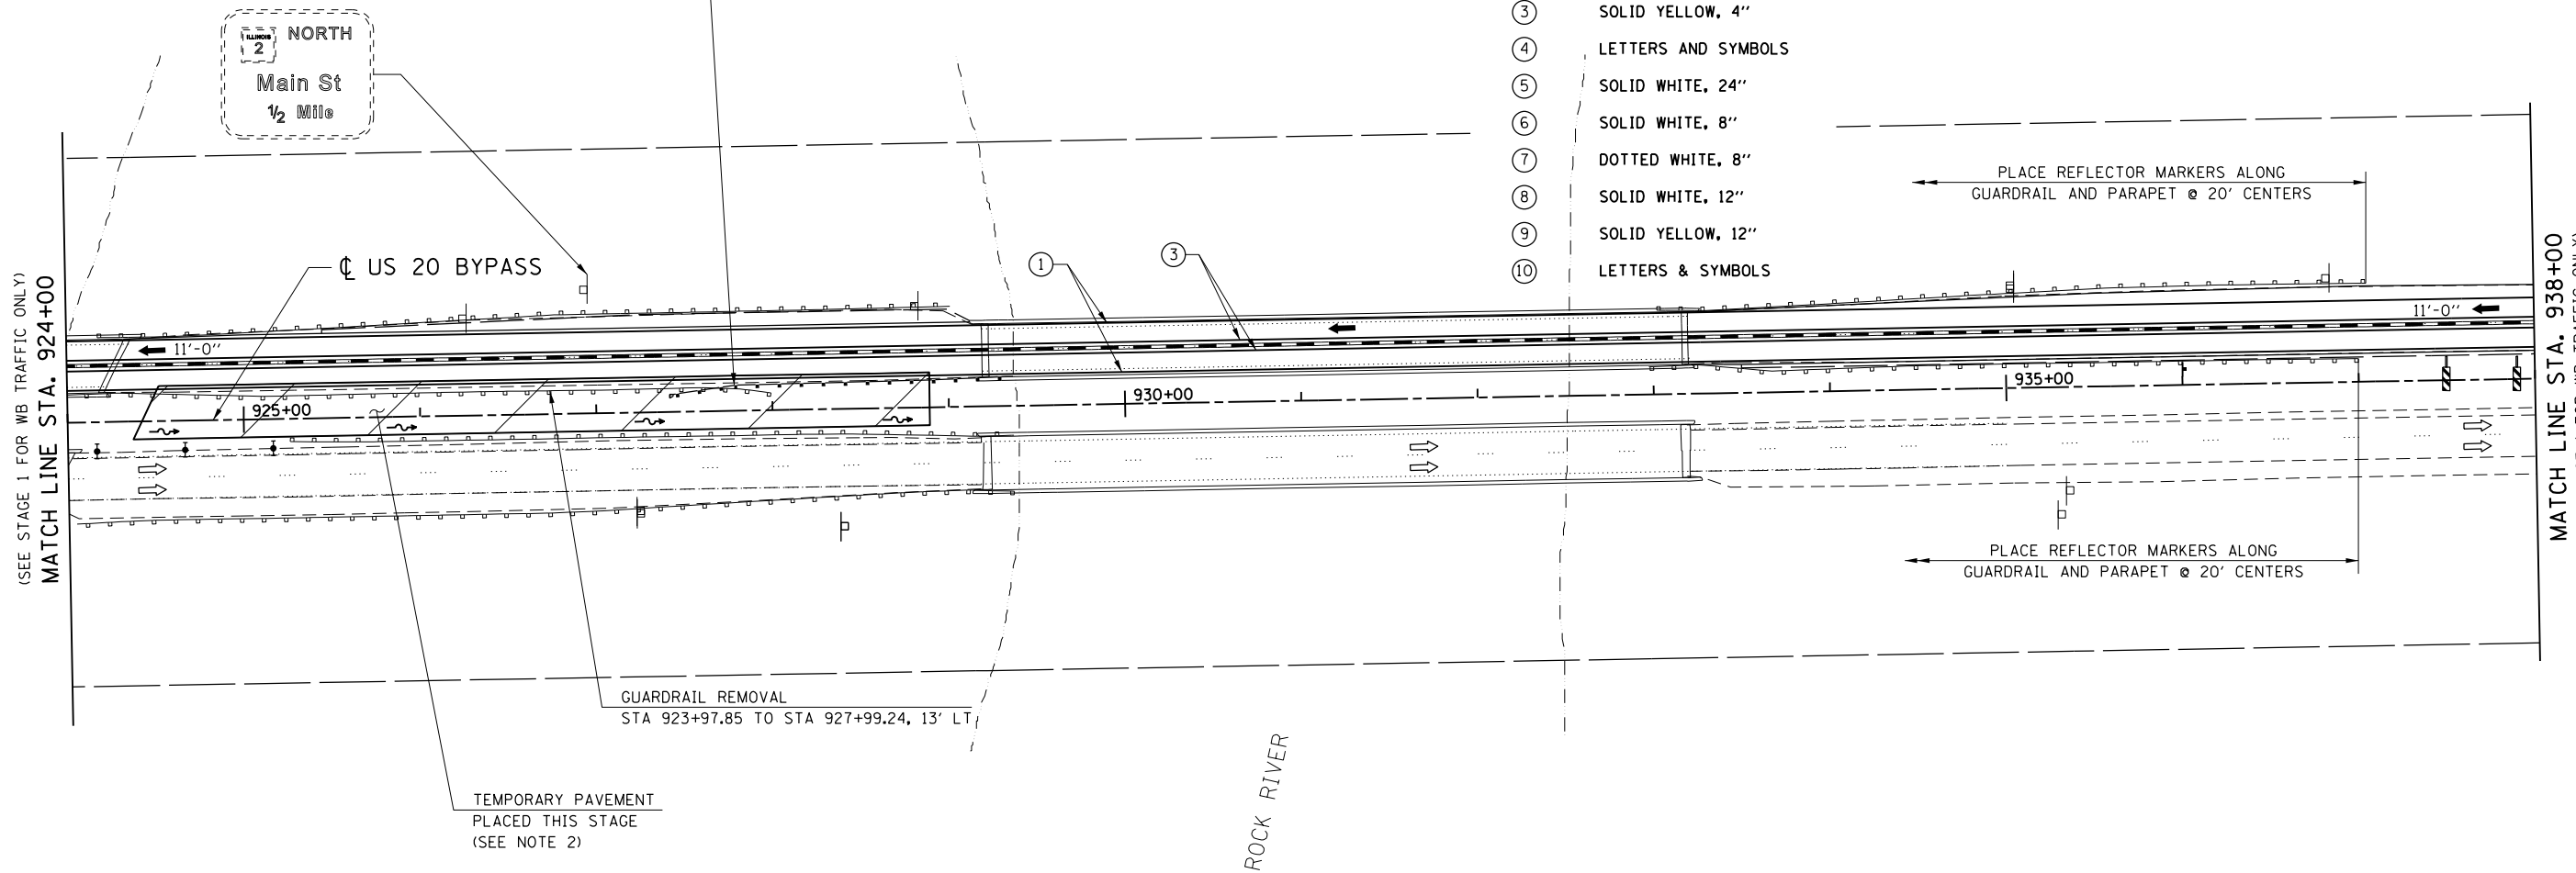 ILLINOIS
2
NORTH
Main St
1/2 Mile
3 SOLID YELLOW, 4"
4 LETTERS AND SYMBOLS
5 SOLID WHITE, 24"
6 SOLID WHITE, 8"
7 DOTTED WHITE, 8"
8 SOLID WHITE, 12"
9 SOLID YELLOW, 12"
10 LETTERS & SYMBOLS
PLACE REFLECTOR MARKERS ALONG
GUARDRAIL AND PARAPET @ 20' CENTERS
(SEE STAGE 1 FOR WB TRAFFIC ONLY)
MATCH LINE STA. 924+00
℄ US 20 BYPASS
1
3
11'-0"
11'-0"
925+00
930+00
935+00
MATCH LINE STA. 938+00
PLACE REFLECTOR MARKERS ALONG
GUARDRAIL AND PARAPET @ 20' CENTERS
GUARDRAIL REMOVAL
STA 923+97.85 TO STA 927+99.24, 13' LT
TEMPORARY PAVEMENT
PLACED THIS STAGE
(SEE NOTE 2)
ROCK RIVER